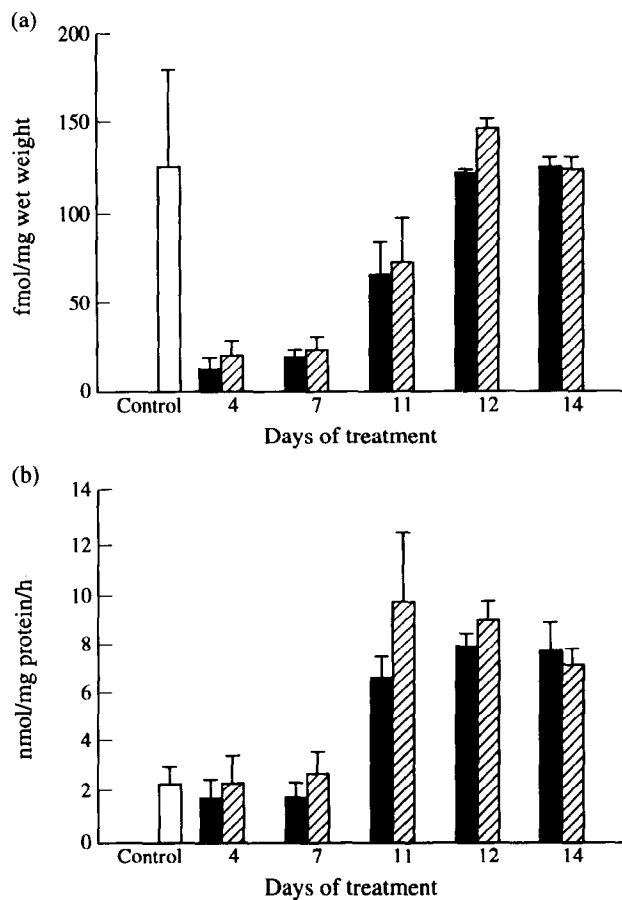 (a)
200
150
100
50
0
fmol/mg wet weight
Control 4 7 11 12 14
Days of treatment
(b)
14
12
10
8
6
4
2
0
nmol/mg protein/h
Control 4 7 11 12 14
Days of treatment